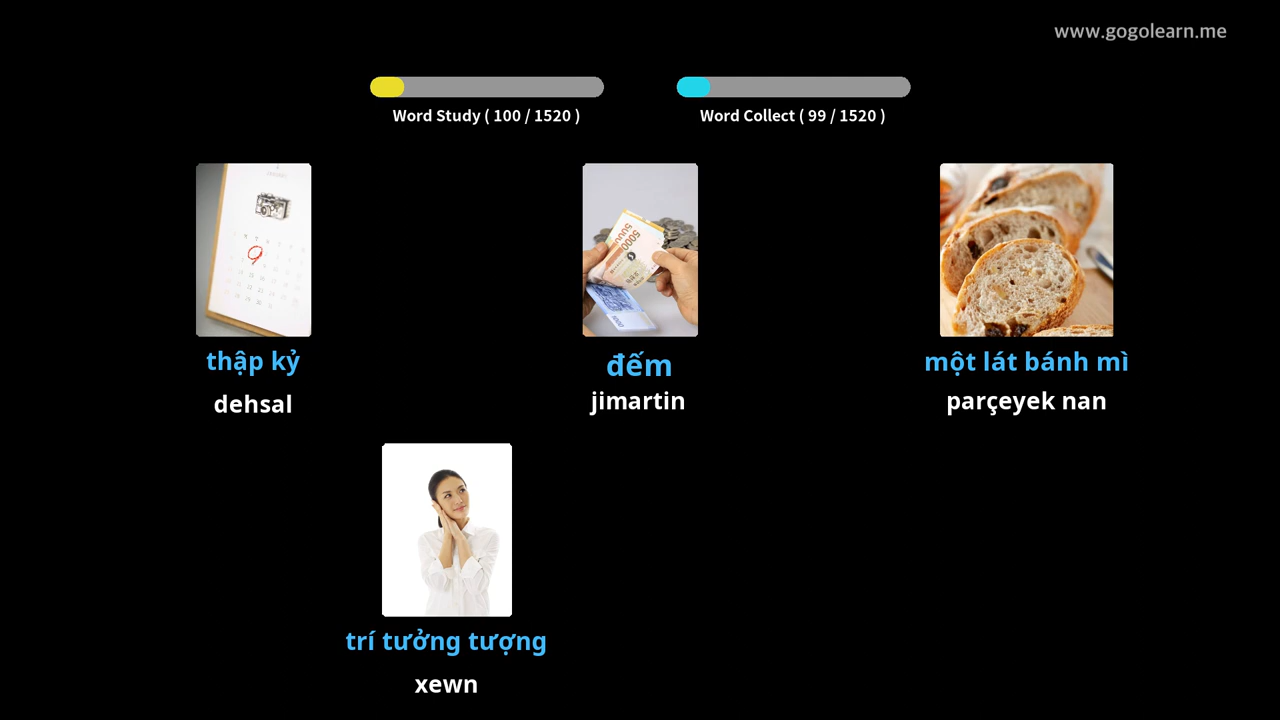 www.gogolearn.me
Word Study ( 100 / 1520 )
Word Collect ( 99 / 1520 )
thập kỷ
dehsal
đếm
jimartin
một lát bánh mì
parçeyek nan
trí tưởng tượng
xewn